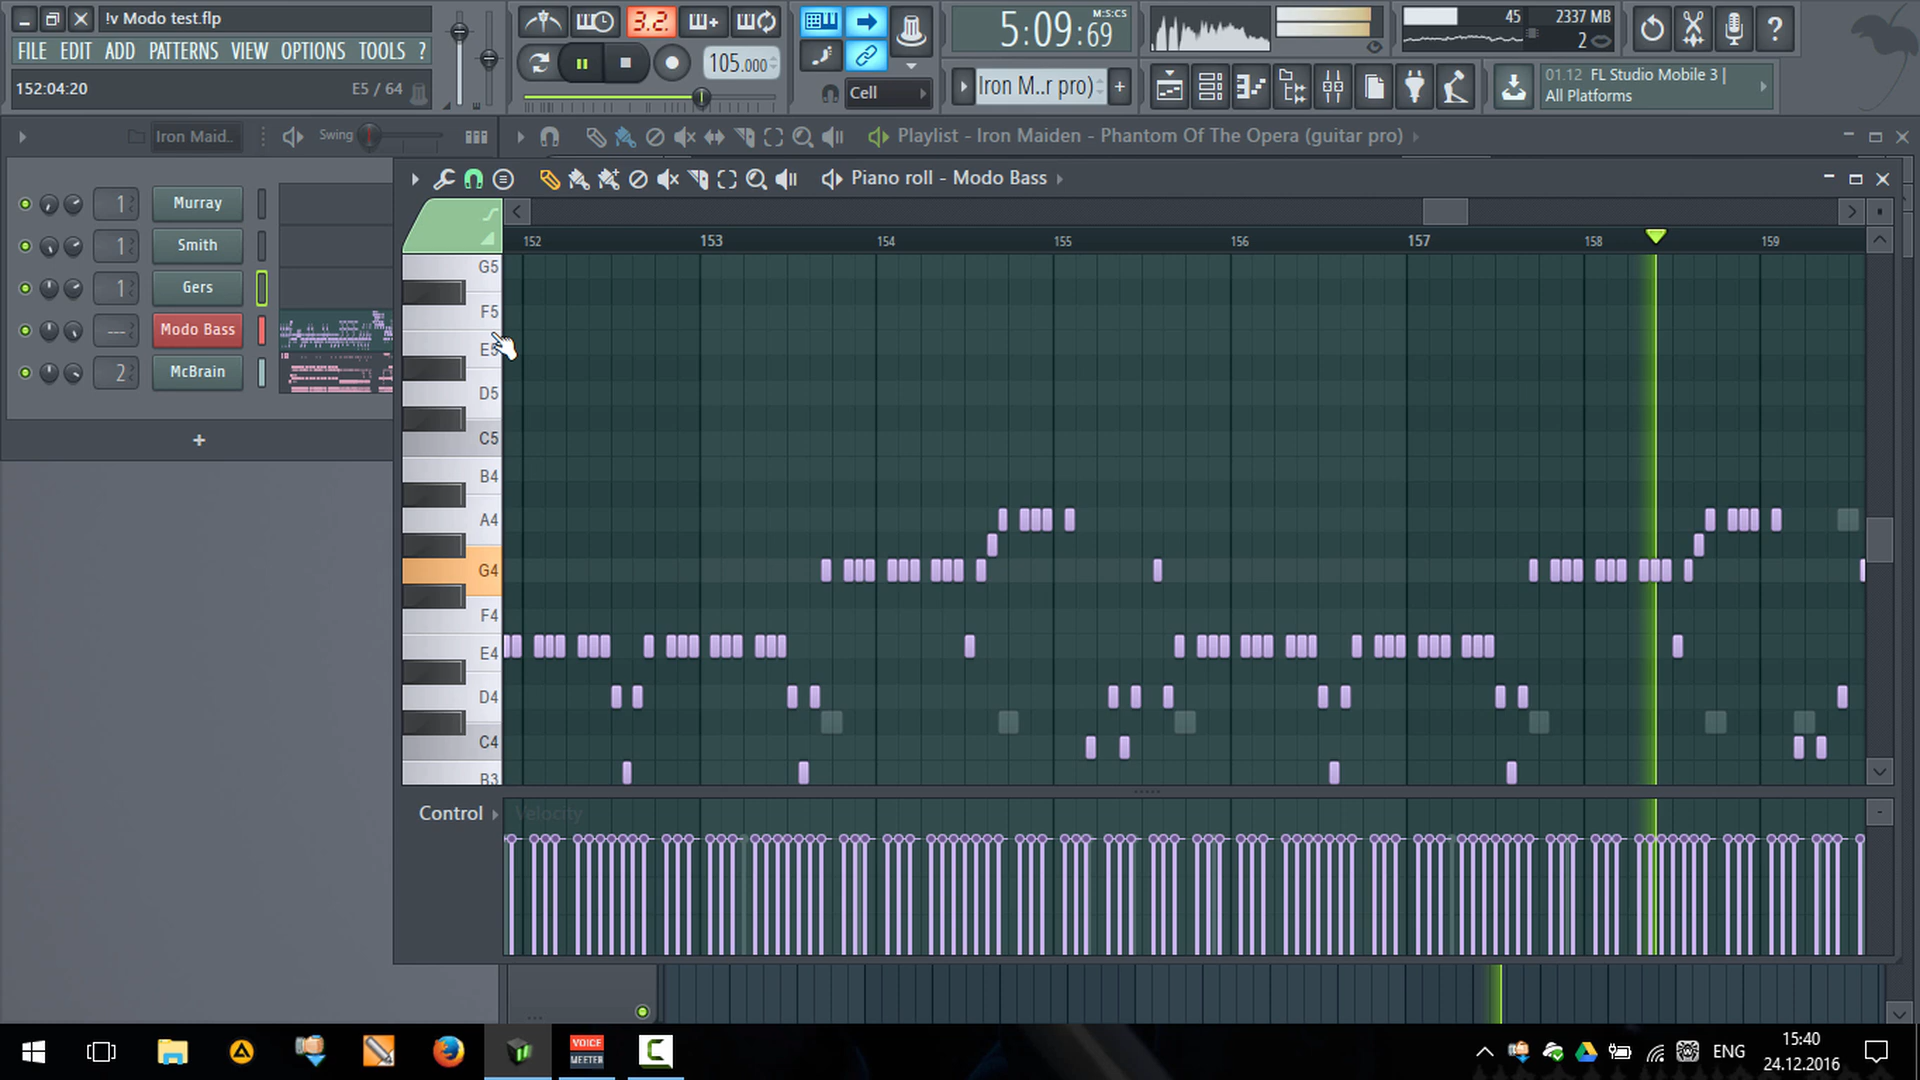 !v Modo test.flp
FILE EDIT ADD PATTERNS VIEW OPTIONS TOOLS ?
152:04:20 E5 / 64
3.2.
105.000
Cell
5:09:69
M:S:CS
Iron M..r pro)
45 2337 MB
2
01.12 FL Studio Mobile 3 |
All Platforms
Iron Maid.. Swing
Playlist - Iron Maiden - Phantom Of The Opera (guitar pro)
Piano roll - Modo Bass
1 Murray
1 Smith
1 Gers
--- Modo Bass
2 McBrain
+
152 153 154 155 156 157 158 159
G5
F5
E5
D5
C5
B4
A4
G4
F4
E4
D4
C4
B3
Control Velocity
VOICE
MEETER
ENG
15:40
24.12.2016